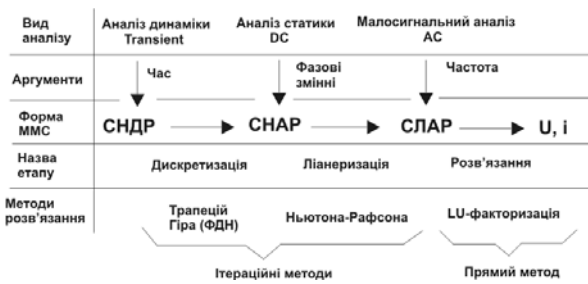 Вид аналізу
Аналіз динаміки Transient
Аналіз статики DC
Малосигнальний аналіз AC
Аргументи
Час
Фазові змінні
Частота
Форма ММС
СНДР
СНАР
СЛАР
U, i
Назва етапу
Дискретизація
Ліанеризація
Розв'язання
Методи розв'язання
Трапецій Гіра (ФДН)
Ньютона-Рафсона
LU-факторизація
Ітераційні методи
Прямий метод